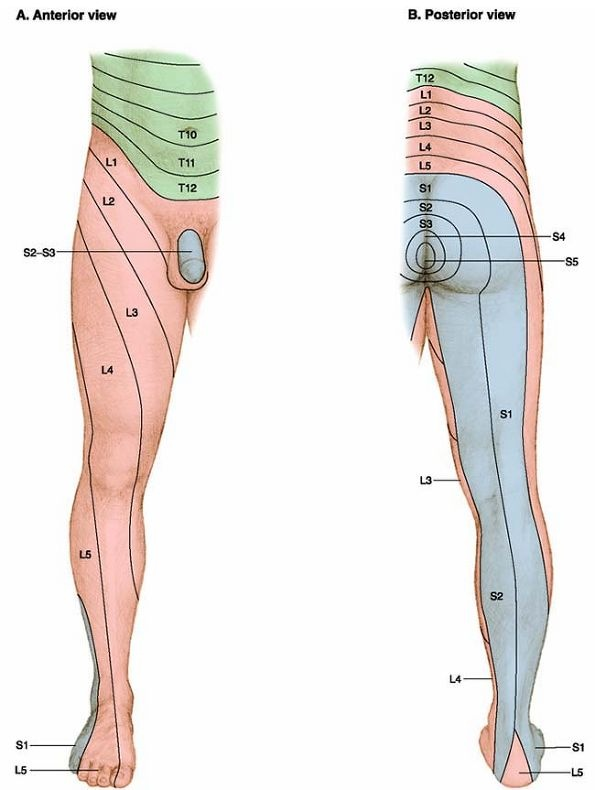 A. Anterior view
T10
T11
T12
L1
L2
S2–S3
L3
L4
L5
S1
L5
B. Posterior view
T12
L1
L2
L3
L4
L5
S1
S2
S3
S4
S5
S1
L3
S2
L4
S1
L5